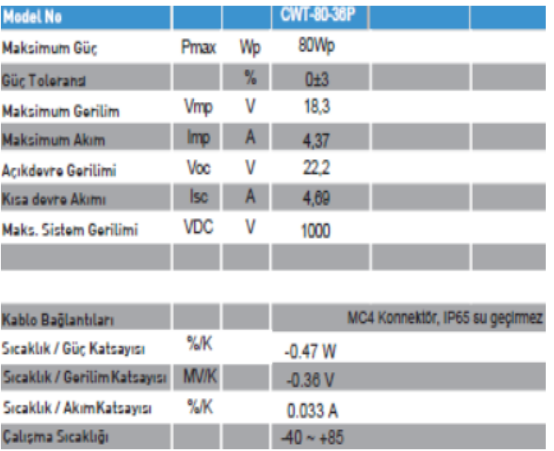 Model No CWT-80-36P
Maksimum Güç Pmax Wp 80Wp
Güç Toleransı % 0±3
Maksimum Gerilim Vmp V 18,3
Maksimum Akım Imp A 4,37
Açıkdevre Gerilimi Voc V 22,2
Kısa devre Akımı Isc A 4,69
Maks. Sistem Gerilimi VDC V 1000
Kablo Bağlantıları MC4 Konnektör, IP65 su geçirmez
Sıcaklık / Güç Katsayısı %/K -0.47 W
Sıcaklık / Gerilim Katsayısı MV/K -0.36 V
Sıcaklık / Akım Katsayısı %/K 0.033 A
Çalışma Sıcaklığı -40 ~ +85